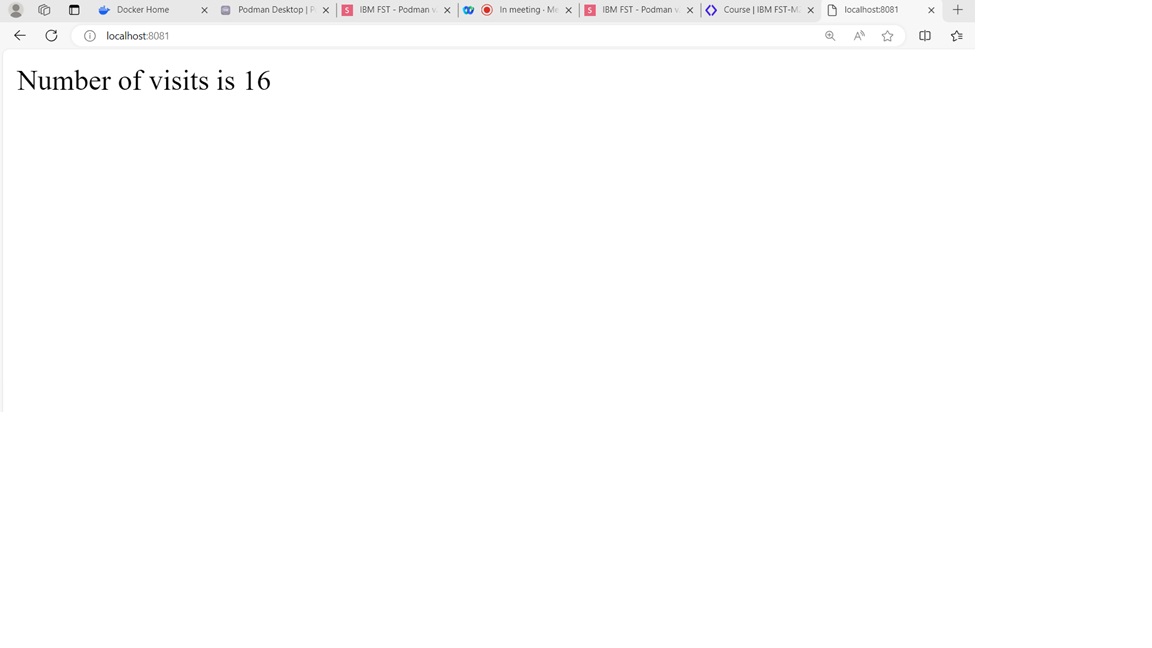 Docker Home
Podman Desktop | P
S IBM FST - Podman v.
In meeting - Me
S IBM FST - Podman v.
Course | IBM FST-M
localhost:8081
localhost:8081
Number of visits is 16